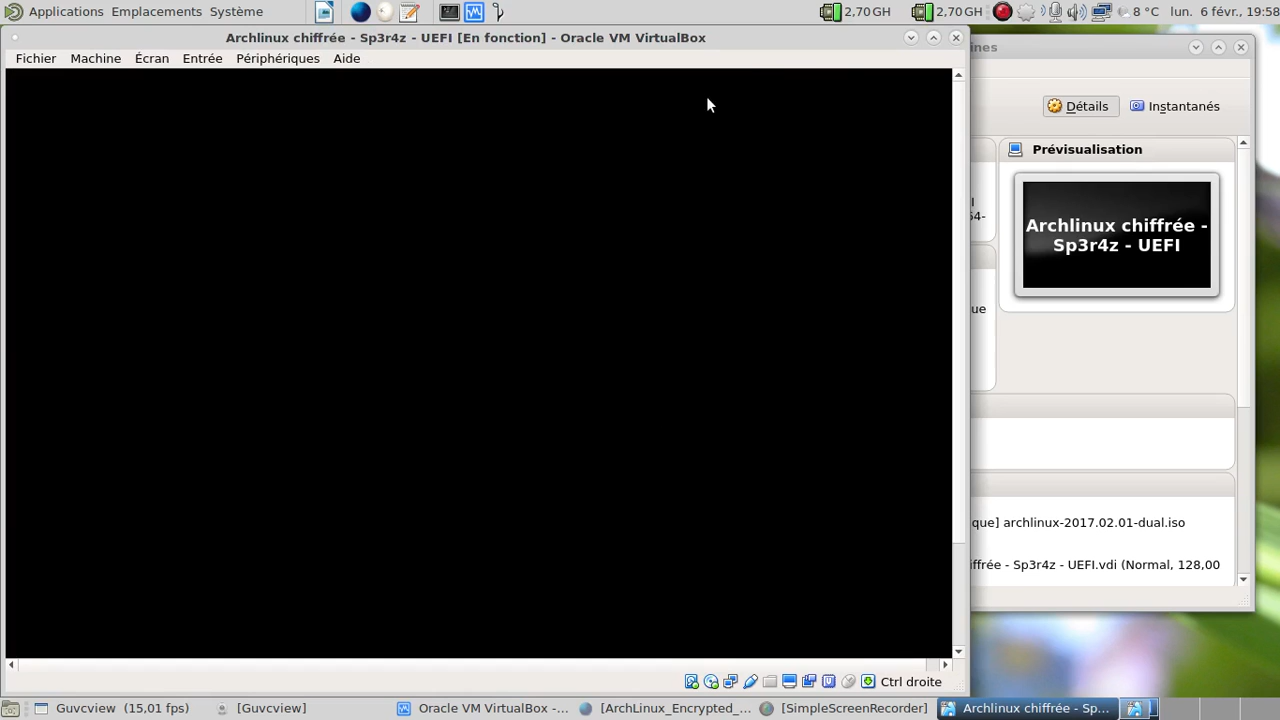 Applications Emplacements Système
2,70 GH
2,70 GH
8 °C
lun. 6 févr., 19:58
Archlinux chiffrée - Sp3r4z - UEFI [En fonction] - Oracle VM VirtualBox
Fichier Machine Écran Entrée Périphériques Aide
ines
Détails Instantanés
Prévisualisation
Archlinux chiffrée -
Sp3r4z - UEFI
64-
ue
que] archlinux-2017.02.01-dual.iso
iffrée - Sp3r4z - UEFI.vdi (Normal, 128,00
Ctrl droite
Guvcview (15,01 fps)
[Guvcview]
Oracle VM VirtualBox -...
[ArchLinux_Encrypted_...
[SimpleScreenRecorder]
Archlinux chiffrée - Sp...